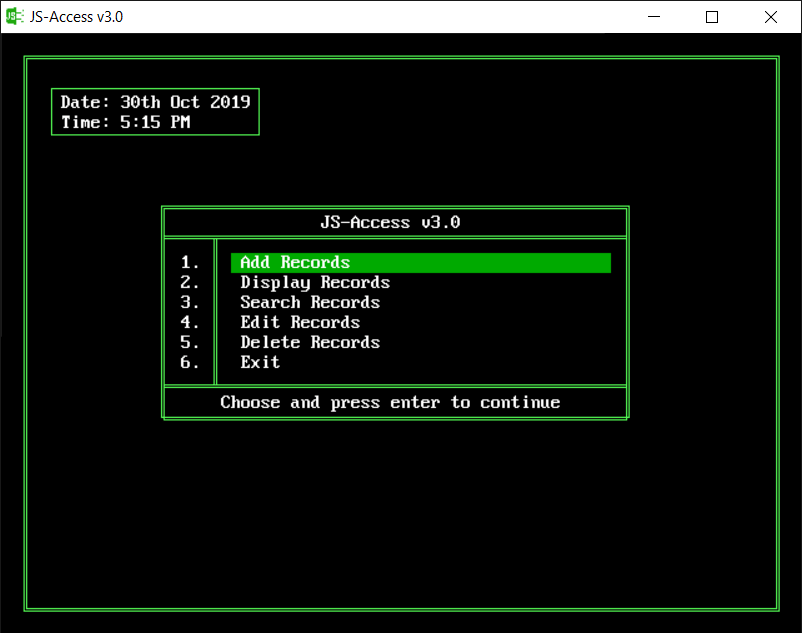 JS-Access v3.0
Date: 30th Oct 2019
Time: 5:15 PM
JS-Access v3.0
1. Add Records
2. Display Records
3. Search Records
4. Edit Records
5. Delete Records
6. Exit
Choose and press enter to continue